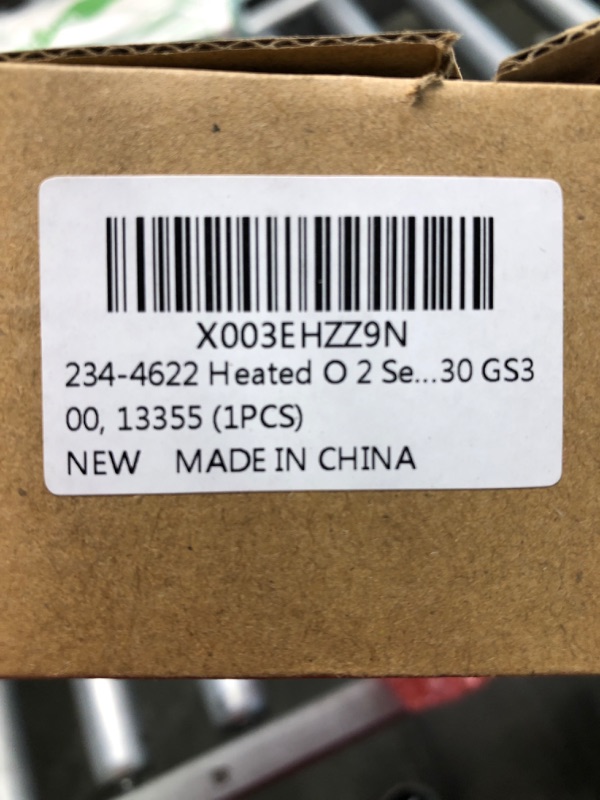 X003EHZZ9N
234-4622 Heated O 2 Se...30 GS3
00, 13355 (1PCS)
NEW MADE IN CHINA